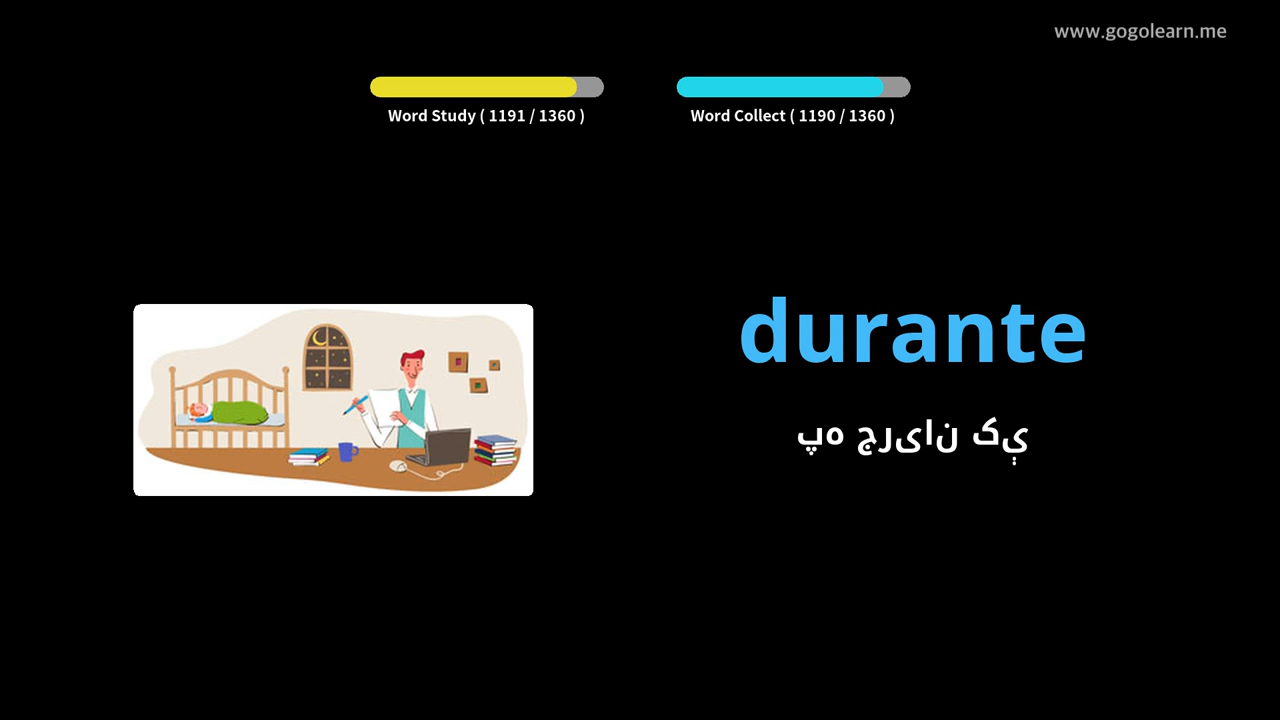 www.gogolearn.me
Word Study ( 1191 / 1360 )
Word Collect ( 1190 / 1360 )
durante
په جریان کې